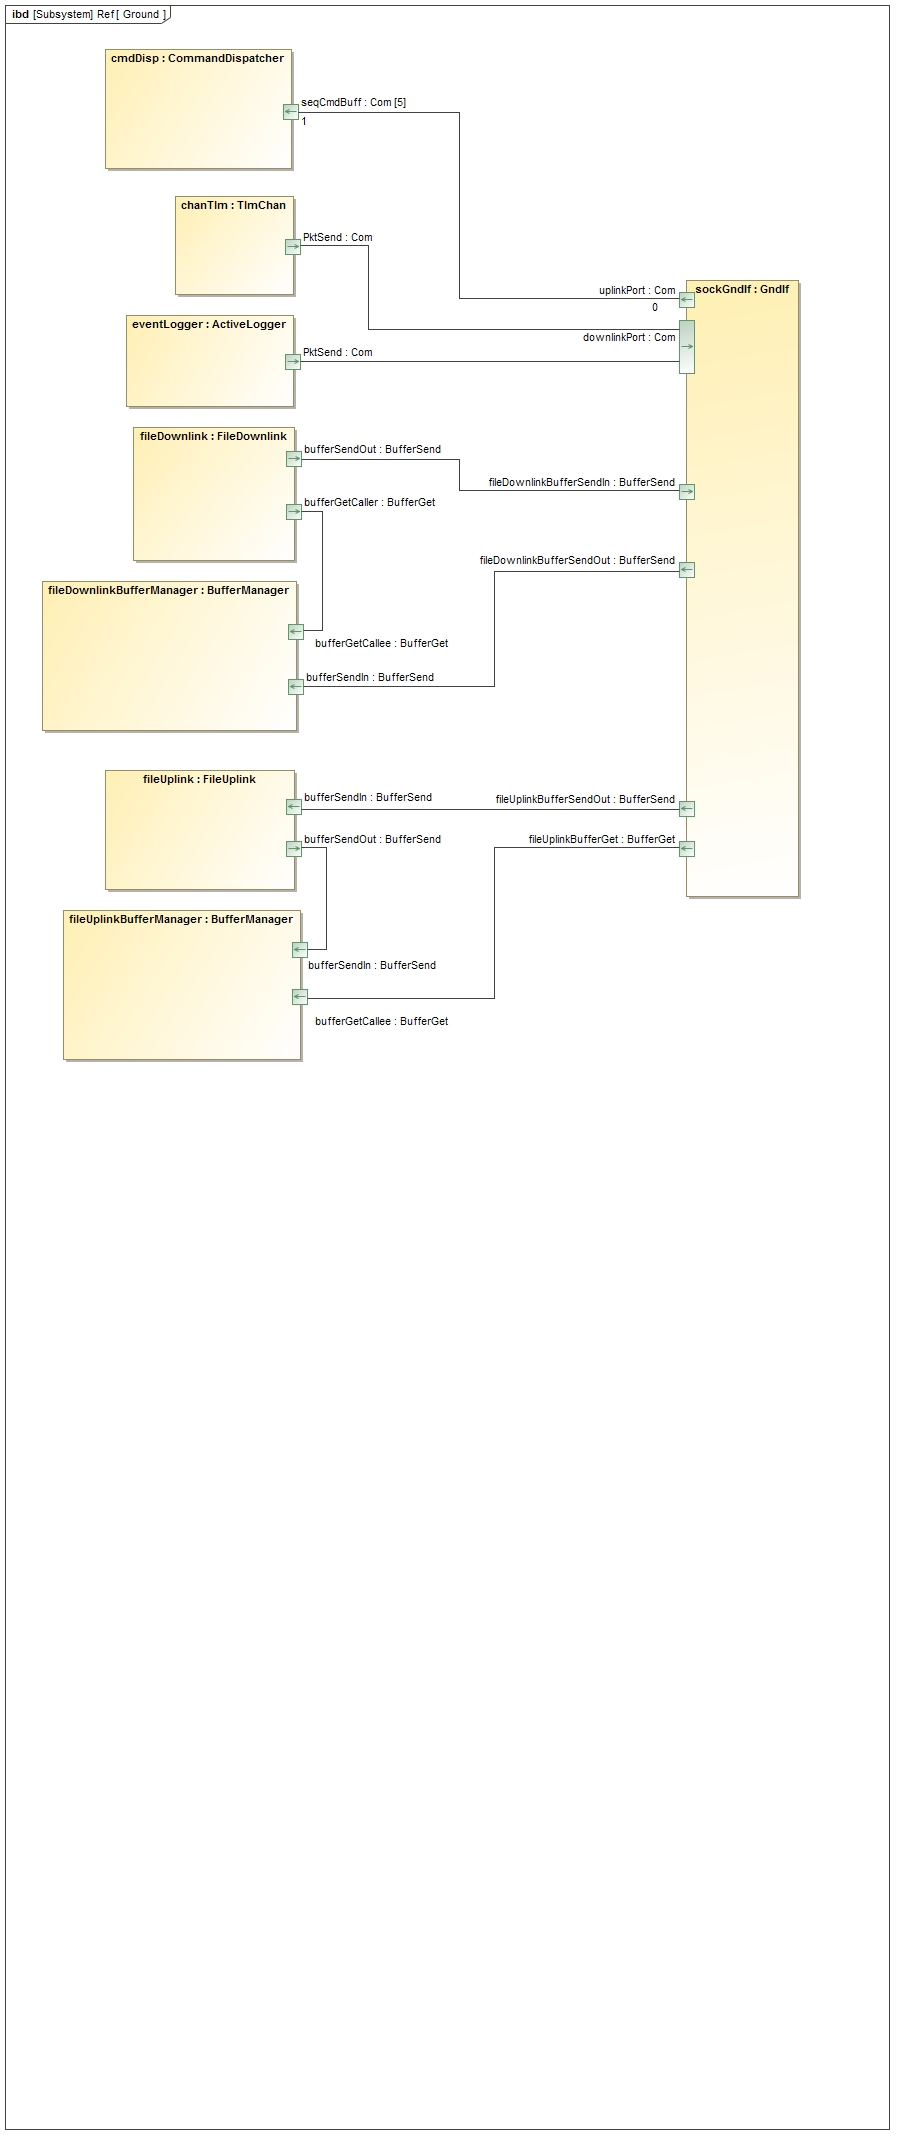 ibd [Subsystem] Ref [ Ground ]
cmdDisp : CommandDispatcher
seqCmdBuff : Com [5]
1
chanTlm : TlmChan
PktSend : Com
uplinkPort : Com
0
sockGndIf : GndIf
eventLogger : ActiveLogger
downlinkPort : Com
PktSend : Com
fileDownlink : FileDownlink
bufferSendOut : BufferSend
fileDownlinkBufferSendIn : BufferSend
bufferGetCaller : BufferGet
fileDownlinkBufferSendOut : BufferSend
fileDownlinkBufferManager : BufferManager
bufferGetCallee : BufferGet
bufferSendIn : BufferSend
fileUplink : FileUplink
bufferSendIn : BufferSend
fileUplinkBufferSendOut : BufferSend
bufferSendOut : BufferSend
fileUplinkBufferGet : BufferGet
fileUplinkBufferManager : BufferManager
bufferSendIn : BufferSend
bufferGetCallee : BufferGet